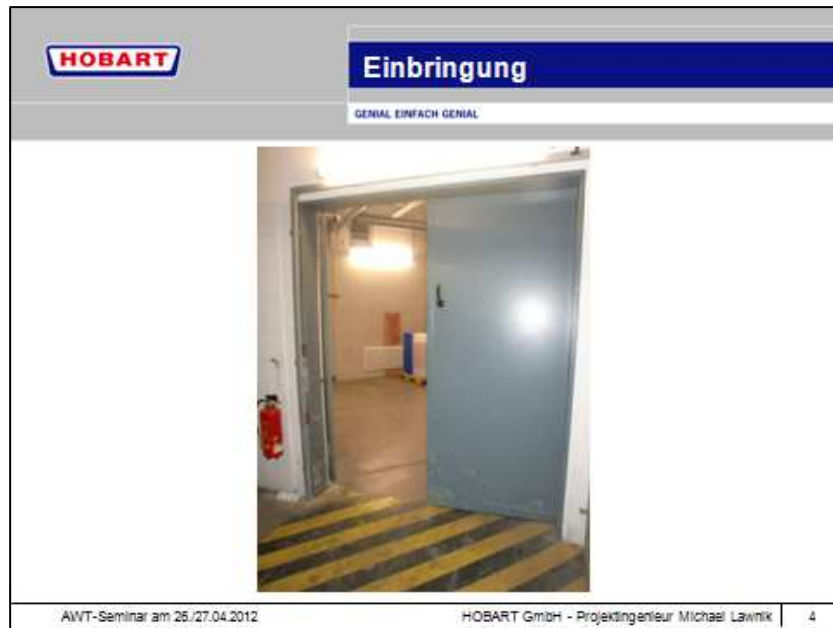 HOBART
Einbringung
GENIAL EINFACH GENIAL
AWT-Seminar am 26./27.04.2012
HOBART GmbH - Projektingenieur Michael Lawnik
4